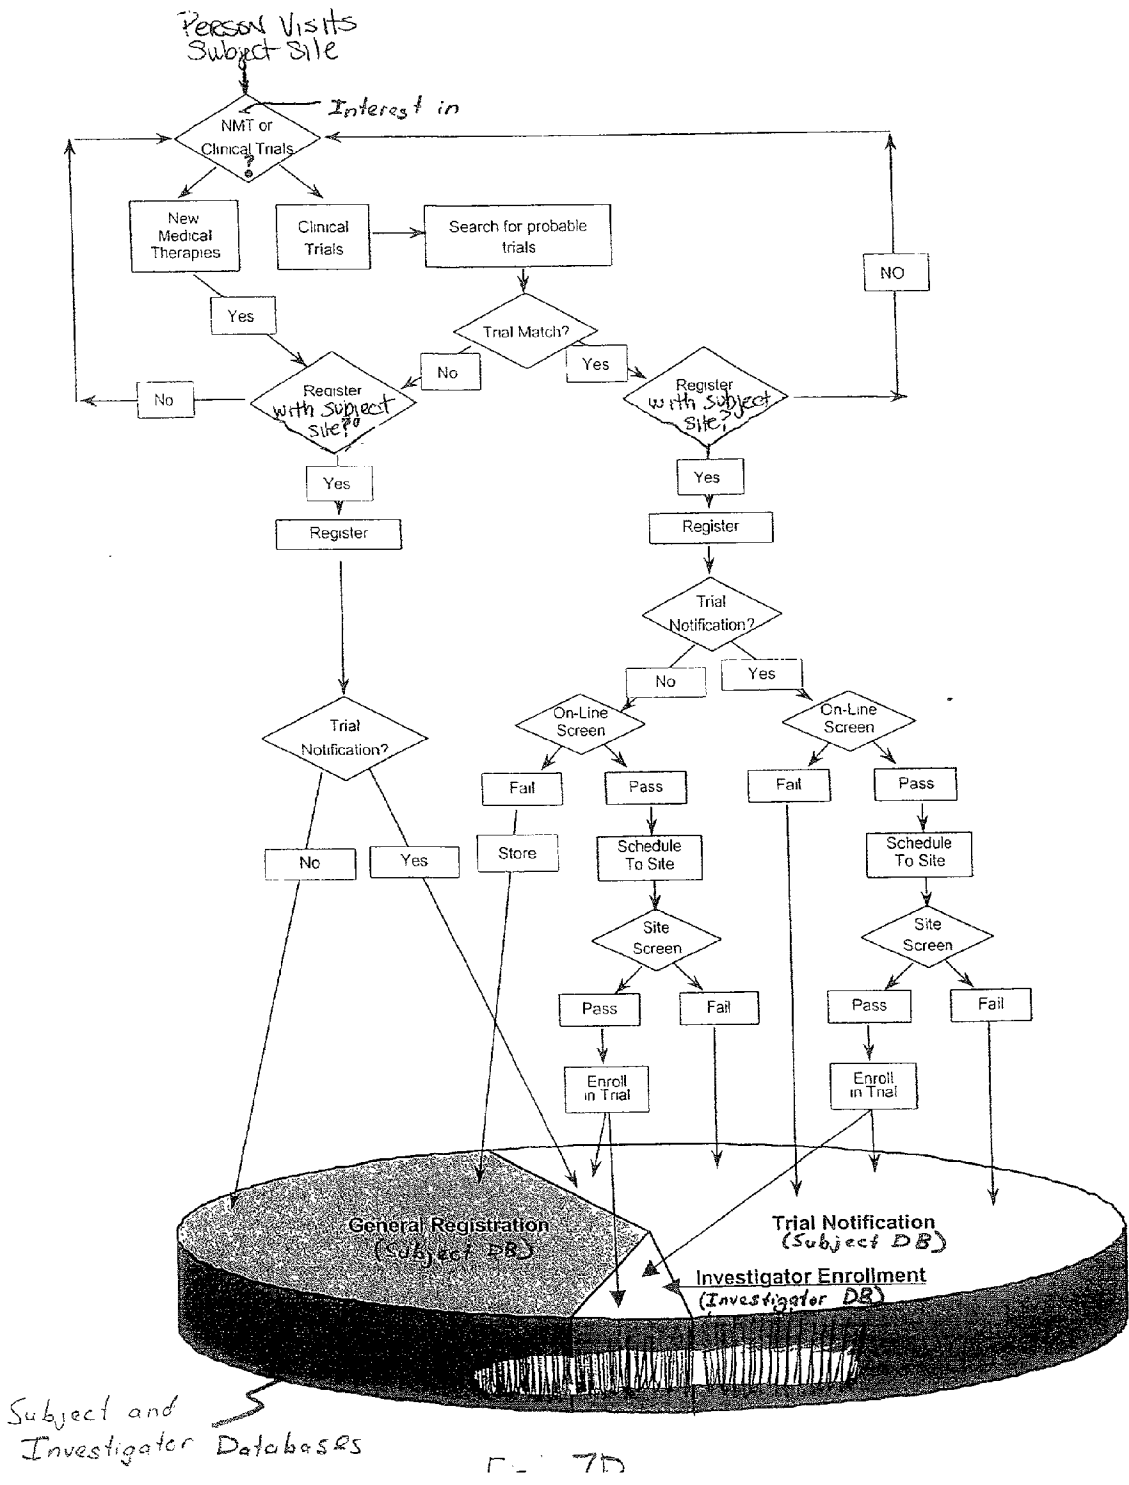 PERSON VISITS
Subject Site
Interest in
NMT or
Clinical Trials
?
New
Medical
Therapies
Clinical
Trials
Search for probable
trials
NO
Yes
Trial Match?
No
Yes
No
Register
with subject
site?
Register
with subject
site?
Yes
Yes
Register
Register
Trial
Notification?
No
Yes
Trial
Notification?
On-Line
Screen
On-Line
Screen
Fail
Pass
Fail
Pass
No
Yes
Store
Schedule
To Site
Schedule
To Site
Site
Screen
Site
Screen
Pass
Fail
Pass
Fail
Enroll
in Trial
Enroll
in Trial
General Registration
(Subject DB)
Trial Notification
(Subject DB)
Investigator Enrollment
(Investigator DB)
Subject and
Investigator Databases